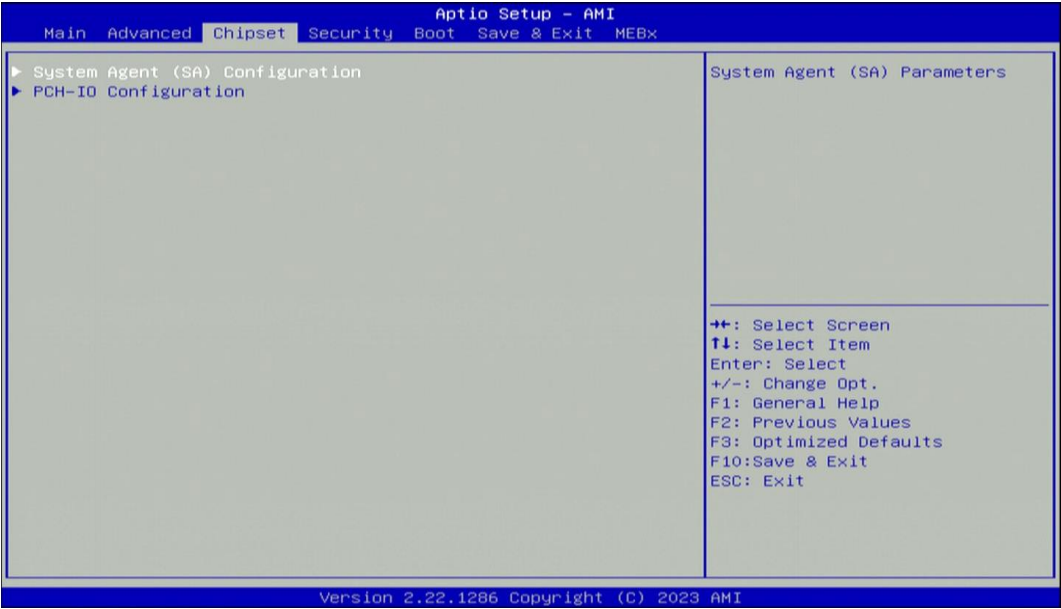 Aptio Setup – AMI
Main Advanced Chipset Security Boot Save & Exit MEBx
▶ System Agent (SA) Configuration
▶ PCH-IO Configuration
System Agent (SA) Parameters
→←: Select Screen
↑↓: Select Item
Enter: Select
+/-: Change Opt.
F1: General Help
F2: Previous Values
F3: Optimized Defaults
F10:Save & Exit
ESC: Exit
Version 2.22.1286 Copyright (C) 2023 AMI